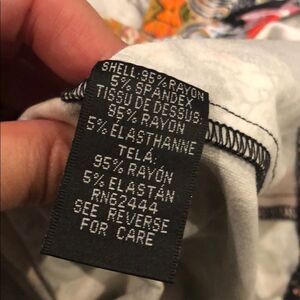 SHELL:95% RAYON
5% SPANDEX
TISSU DE DESSUS:
95% RAYON
5% ELASTHANNE
TELA:
95% RAYÓN
5% ELASTÁN
RN62444
SEE REVERSE
FOR CARE